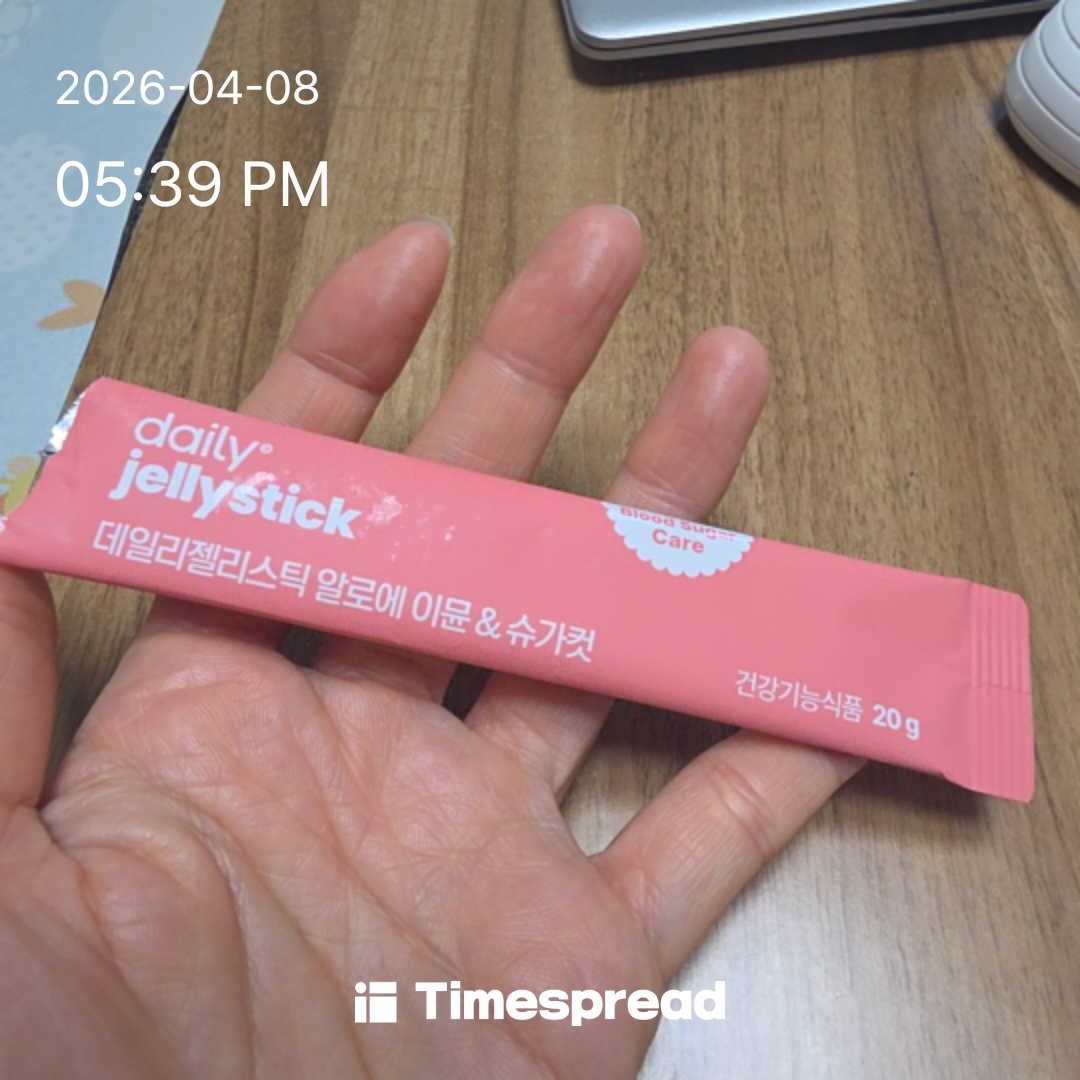 2026-04-08
05:39 PM
daily©
jellystick
데일리젤리스틱 알로에 이뮨 & 슈가컷
Blood Sugar
Care
건강기능식품 20 g
Timespread